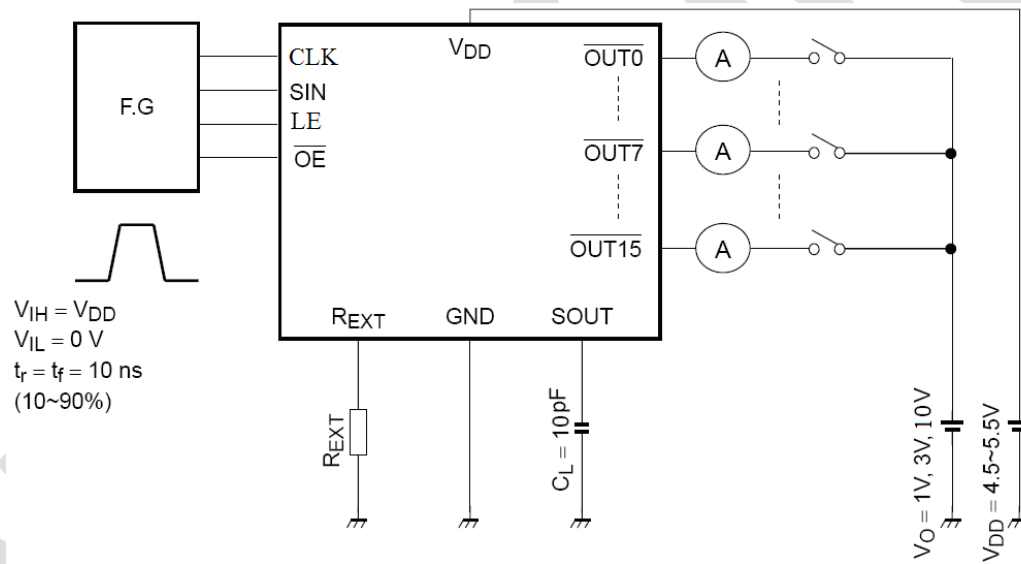 F.G
CLK
SIN
LE
OE
VDD
OUT0
OUT7
OUT15
A
A
A
REXT
GND
SOUT
VIH = VDD
VIL = 0 V
tr = tf = 10 ns
(10~90%)
REXT
CL = 10pF
VO = 1V, 3V, 10V
VDD = 4.5~5.5V